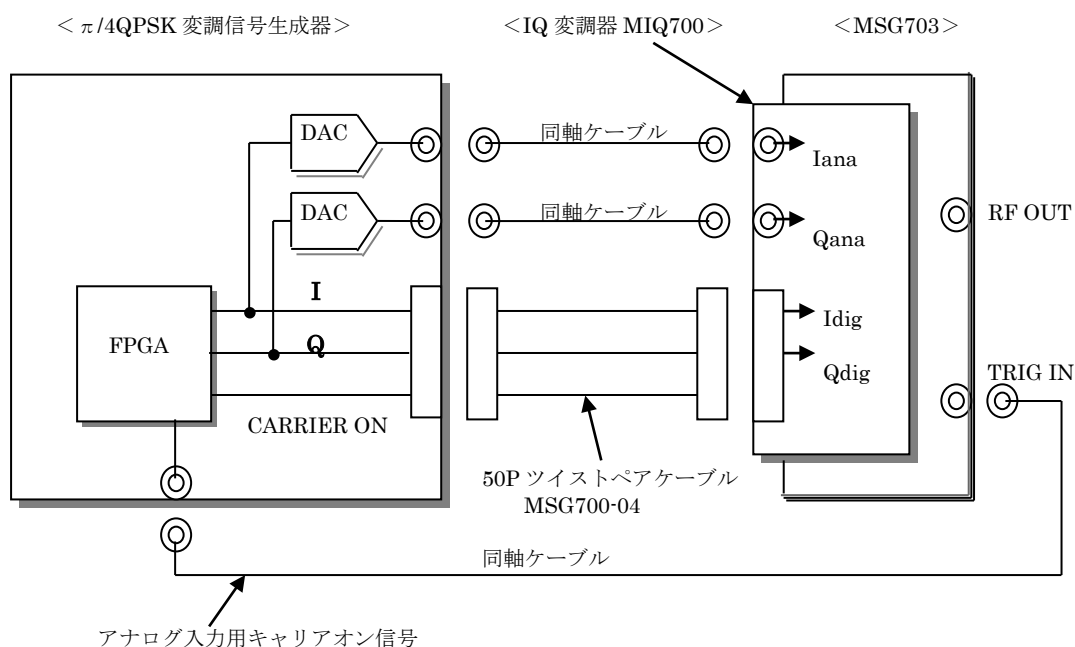 ＜π/4QPSK 変調信号生成器＞
＜IQ 変調器 MIQ700＞
＜MSG703＞
DAC
同軸ケーブル
Iana
DAC
同軸ケーブル
Qana
RF OUT
I
FPGA
Q
Idig
Qdig
TRIG IN
CARRIER ON
50P ツイストペアケーブル
MSG700-04
同軸ケーブル
アナログ入力用キャリアオン信号